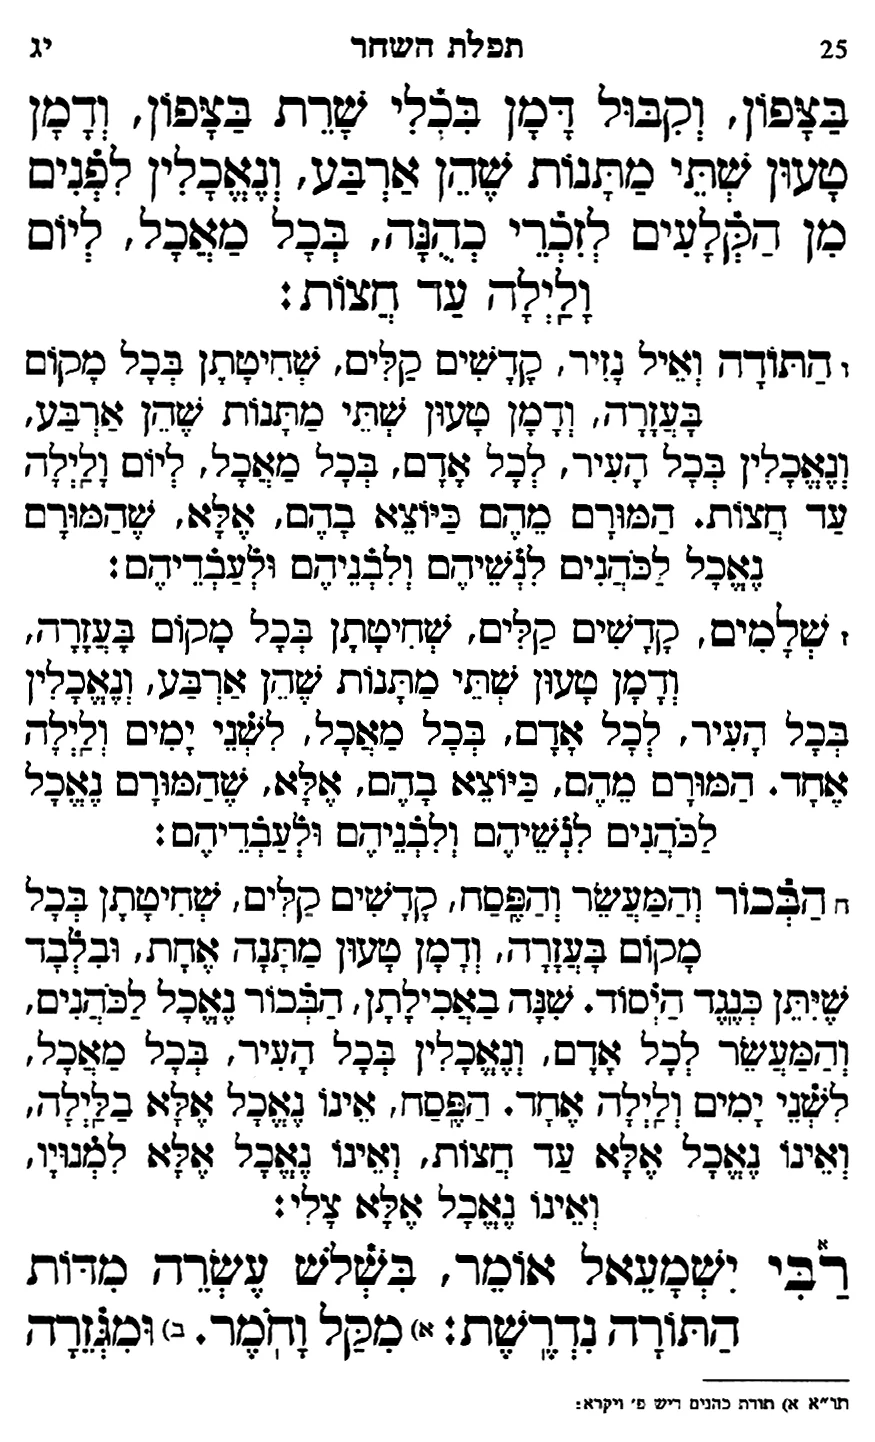 25 תפלת השחר יג
בַּצָּפוֹן, וְקִבּוּל דָּמָן בִּכְלִי שָׁרֵת בַּצָּפוֹן, וְדָמָן
טָעוּן שְׁתֵּי מַתָּנוֹת שֶׁהֵן אַרְבַּע, וְנֶאֱכָלִין לִפְנִים
מִן הַקְּלָעִים לְזִכְרֵי כְהֻנָּה, בְּכָל מַאֲכָל, לְיוֹם
וָלַיְלָה עַד חֲצוֹת:
ו הַתּוֹדָה וְאֵיל נָזִיר, קָדָשִׁים קַלִּים, שְׁחִיטָתָן בְּכָל מָקוֹם
בָּעֲזָרָה, וְדָמָן טָעוּן שְׁתֵּי מַתָּנוֹת שֶׁהֵן אַרְבַּע,
וְנֶאֱכָלִין בְּכָל הָעִיר, לְכָל אָדָם, בְּכָל מַאֲכָל, לְיוֹם וָלַיְלָה
עַד חֲצוֹת. הַמּוּרָם מֵהֶם כַּיּוֹצֵא בָהֶם, אֶלָּא, שֶׁהַמּוּרָם
נֶאֱכָל לַכֹּהֲנִים לִנְשֵׁיהֶם וְלִבְנֵיהֶם וּלְעַבְדֵיהֶם:
ז שְׁלָמִים, קָדָשִׁים קַלִּים, שְׁחִיטָתָן בְּכָל מָקוֹם בָּעֲזָרָה,
וְדָמָן טָעוּן שְׁתֵּי מַתָּנוֹת שֶׁהֵן אַרְבַּע, וְנֶאֱכָלִין
בְּכָל הָעִיר, לְכָל אָדָם, בְּכָל מַאֲכָל, לִשְׁנֵי יָמִים וְלַיְלָה
אֶחָד. הַמּוּרָם מֵהֶם, כַּיּוֹצֵא בָהֶם, אֶלָּא, שֶׁהַמּוּרָם נֶאֱכָל
לַכֹּהֲנִים לִנְשֵׁיהֶם וְלִבְנֵיהֶם וּלְעַבְדֵיהֶם:
ח הַבְּכוֹר וְהַמַּעֲשֵׂר וְהַפֶּסַח, קָדָשִׁים קַלִּים, שְׁחִיטָתָן בְּכָל
מָקוֹם בָּעֲזָרָה, וְדָמָן טָעוּן מַתָּנָה אֶחָת, וּבִלְבָד
שֶׁיִּתֵּן כְּנֶגֶד הַיְסוֹד. שִׁנָּה בַאֲכִילָתָן, הַבְּכוֹר נֶאֱכָל לַכֹּהֲנִים,
וְהַמַּעֲשֵׂר לְכָל אָדָם, וְנֶאֱכָלִין בְּכָל הָעִיר, בְּכָל מַאֲכָל,
לִשְׁנֵי יָמִים וְלַיְלָה אֶחָד. הַפֶּסַח, אֵינוֹ נֶאֱכָל אֶלָּא בַלַּיְלָה,
וְאֵינוֹ נֶאֱכָל אֶלָּא עַד חֲצוֹת, וְאֵינוֹ נֶאֱכָל אֶלָּא לִמְנוּיָו,
וְאֵינוֹ נֶאֱכָל אֶלָּא צָלִי:
רַבִּי א יִשְׁמָעֵאל אוֹמֵר, בִּשְׁלֹשׁ עֶשְׂרֵה מִדּוֹת
הַתּוֹרָה נִדְרֶשֶׁת: א) מִקַּל וָחֹמֶר. ב) וּמִגְּזֵרָה
תו״א א) תורת כהנים ריש פ׳ ויקרא: